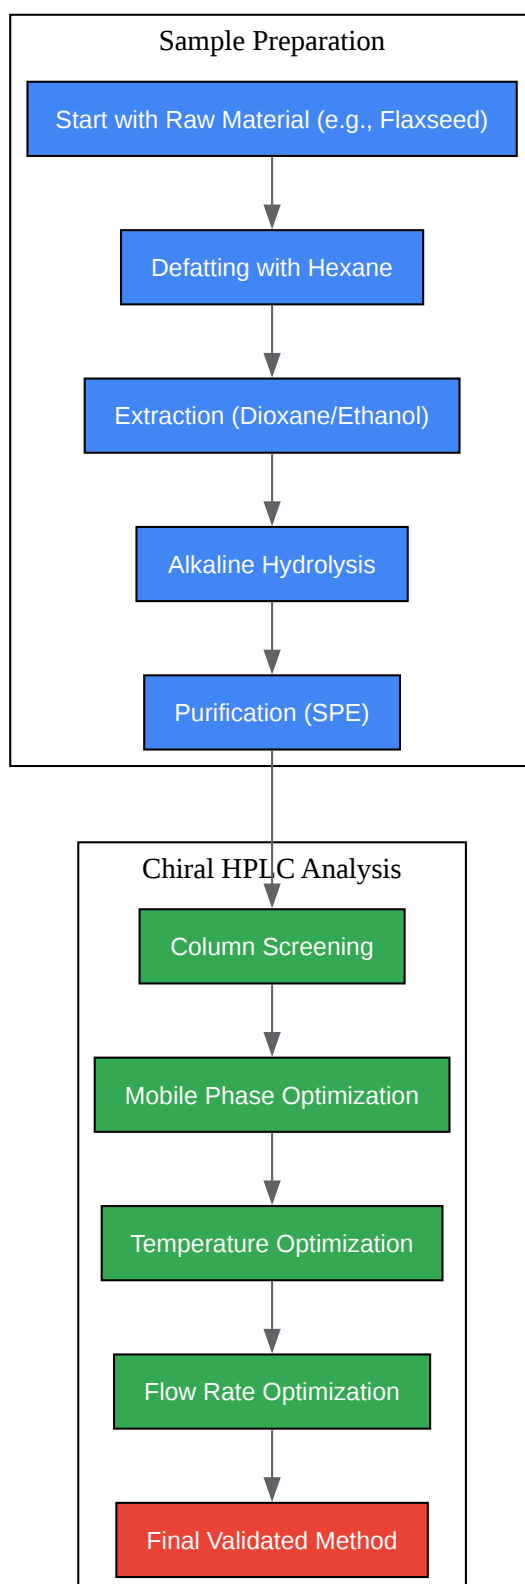 Sample Preparation
Start with Raw Material (e.g., Flaxseed)
Defatting with Hexane
Extraction (Dioxane/Ethanol)
Alkaline Hydrolysis
Purification (SPE)
Chiral HPLC Analysis
Column Screening
Mobile Phase Optimization
Temperature Optimization
Flow Rate Optimization
Final Validated Method